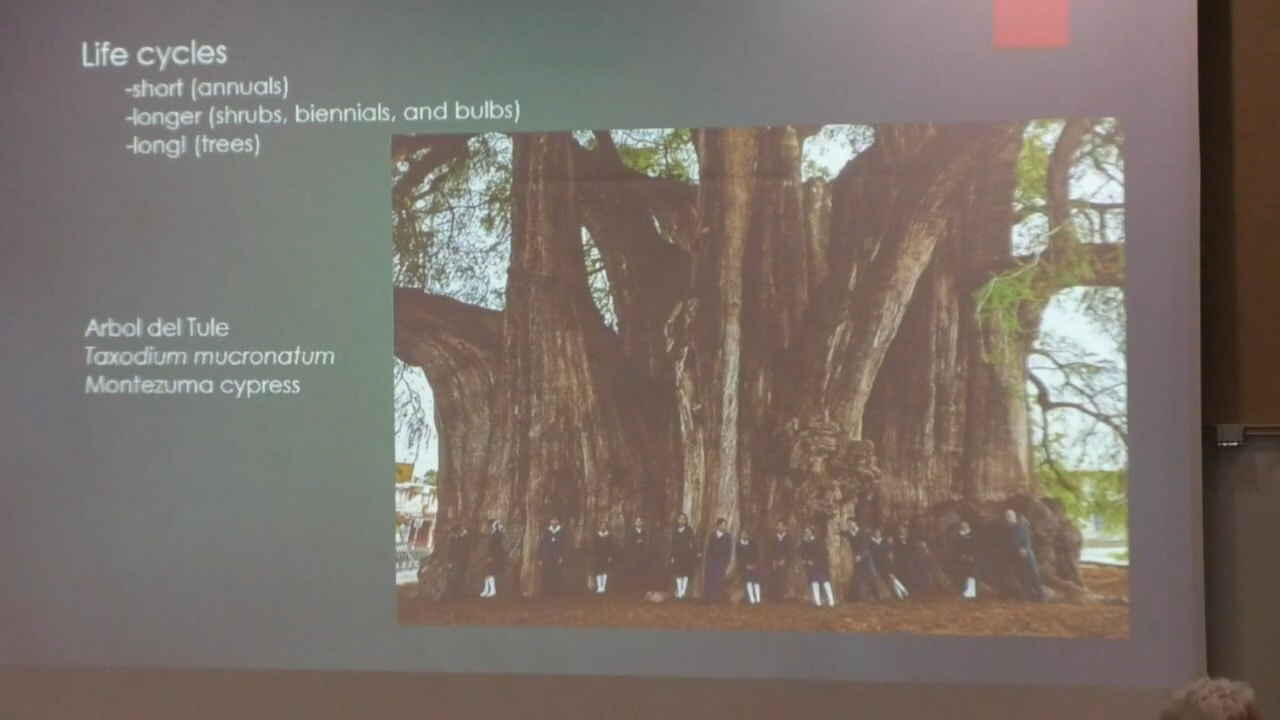 Life cycles
-short (annuals)
-longer (shrubs, biennials, and bulbs)
-long! (trees)
Arbol del Tule
Taxodium mucronatum
Montezuma cypress